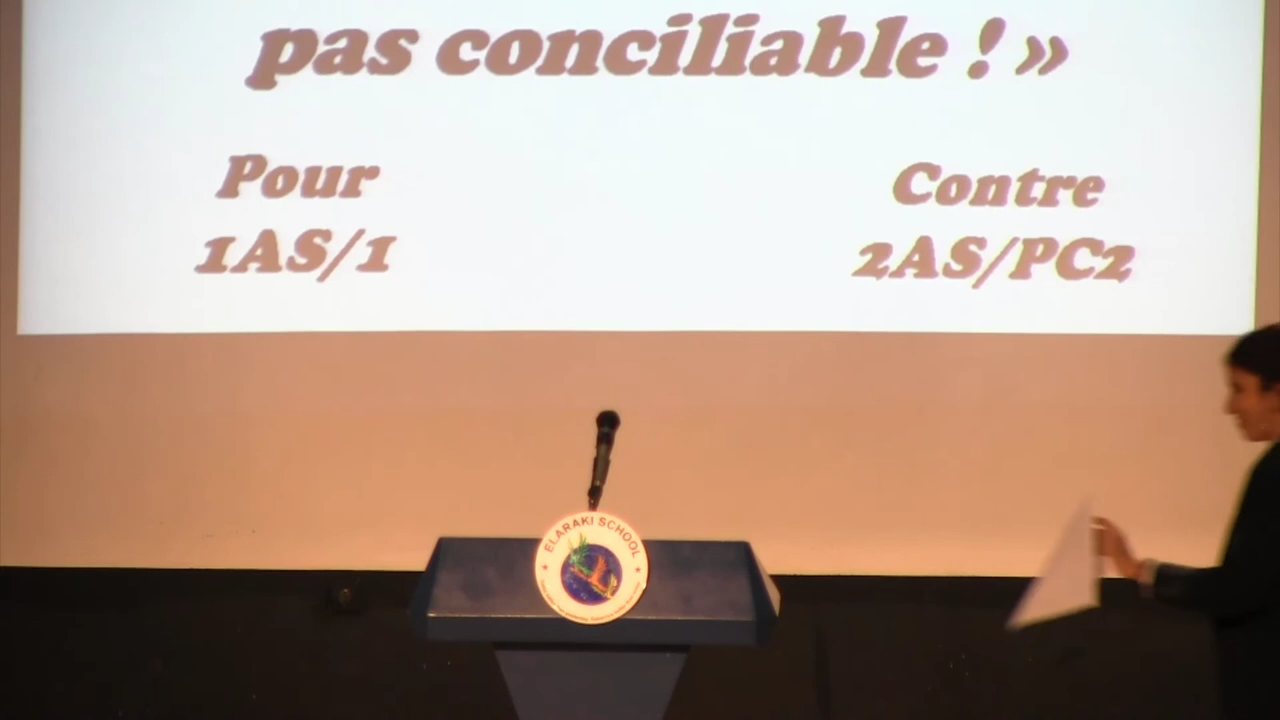 pas conciliable ! »
Pour
Contre
1AS/1
2AS/PC2
ELARAKI SCHOOL